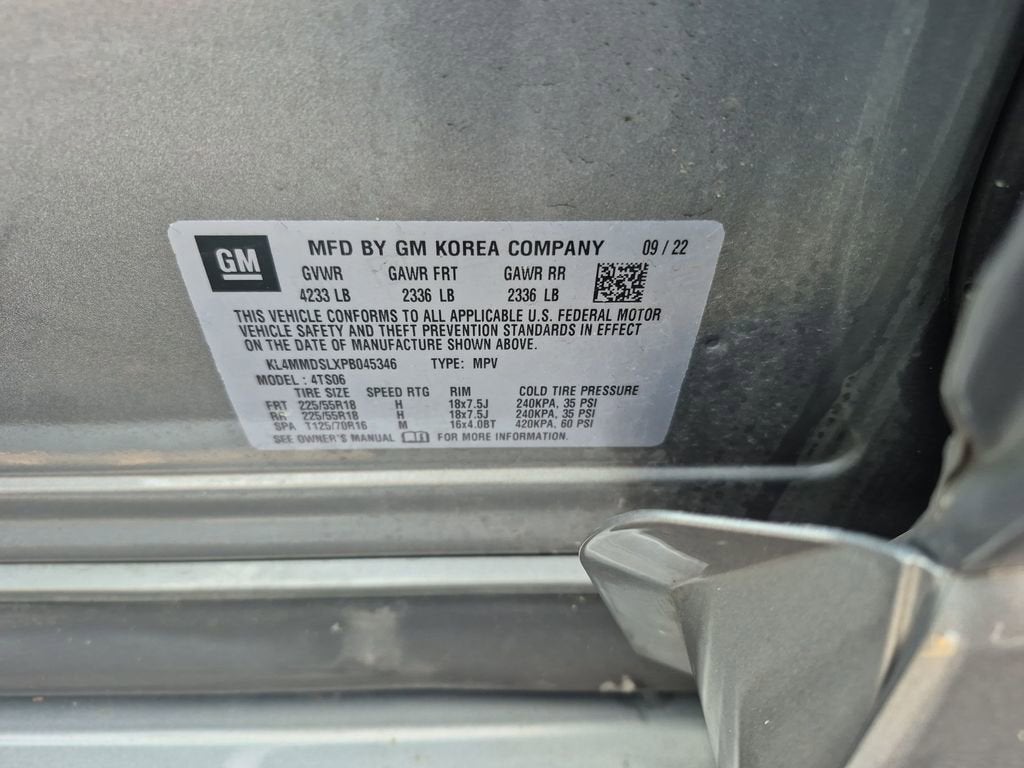 GM MFD BY GM KOREA COMPANY 09 / 22
GVWR GAWR FRT GAWR RR
4233 LB 2336 LB 2336 LB
THIS VEHICLE CONFORMS TO ALL APPLICABLE U.S. FEDERAL MOTOR
VEHICLE SAFETY AND THEFT PREVENTION STANDARDS IN EFFECT
ON THE DATE OF MANUFACTURE SHOWN ABOVE.
KL4MMDSLXPB045346 TYPE: MPV
MODEL : 4TS06
TIRE SIZE SPEED RTG RIM COLD TIRE PRESSURE
FRT 225/55R18 H 18x7.5J 240KPA, 35 PSI
RR 225/55R18 H 18x7.5J 240KPA, 35 PSI
SPA T125/70R16 M 16x4.0BT 420KPA, 60 PSI
SEE OWNER'S MANUAL FOR MORE INFORMATION.